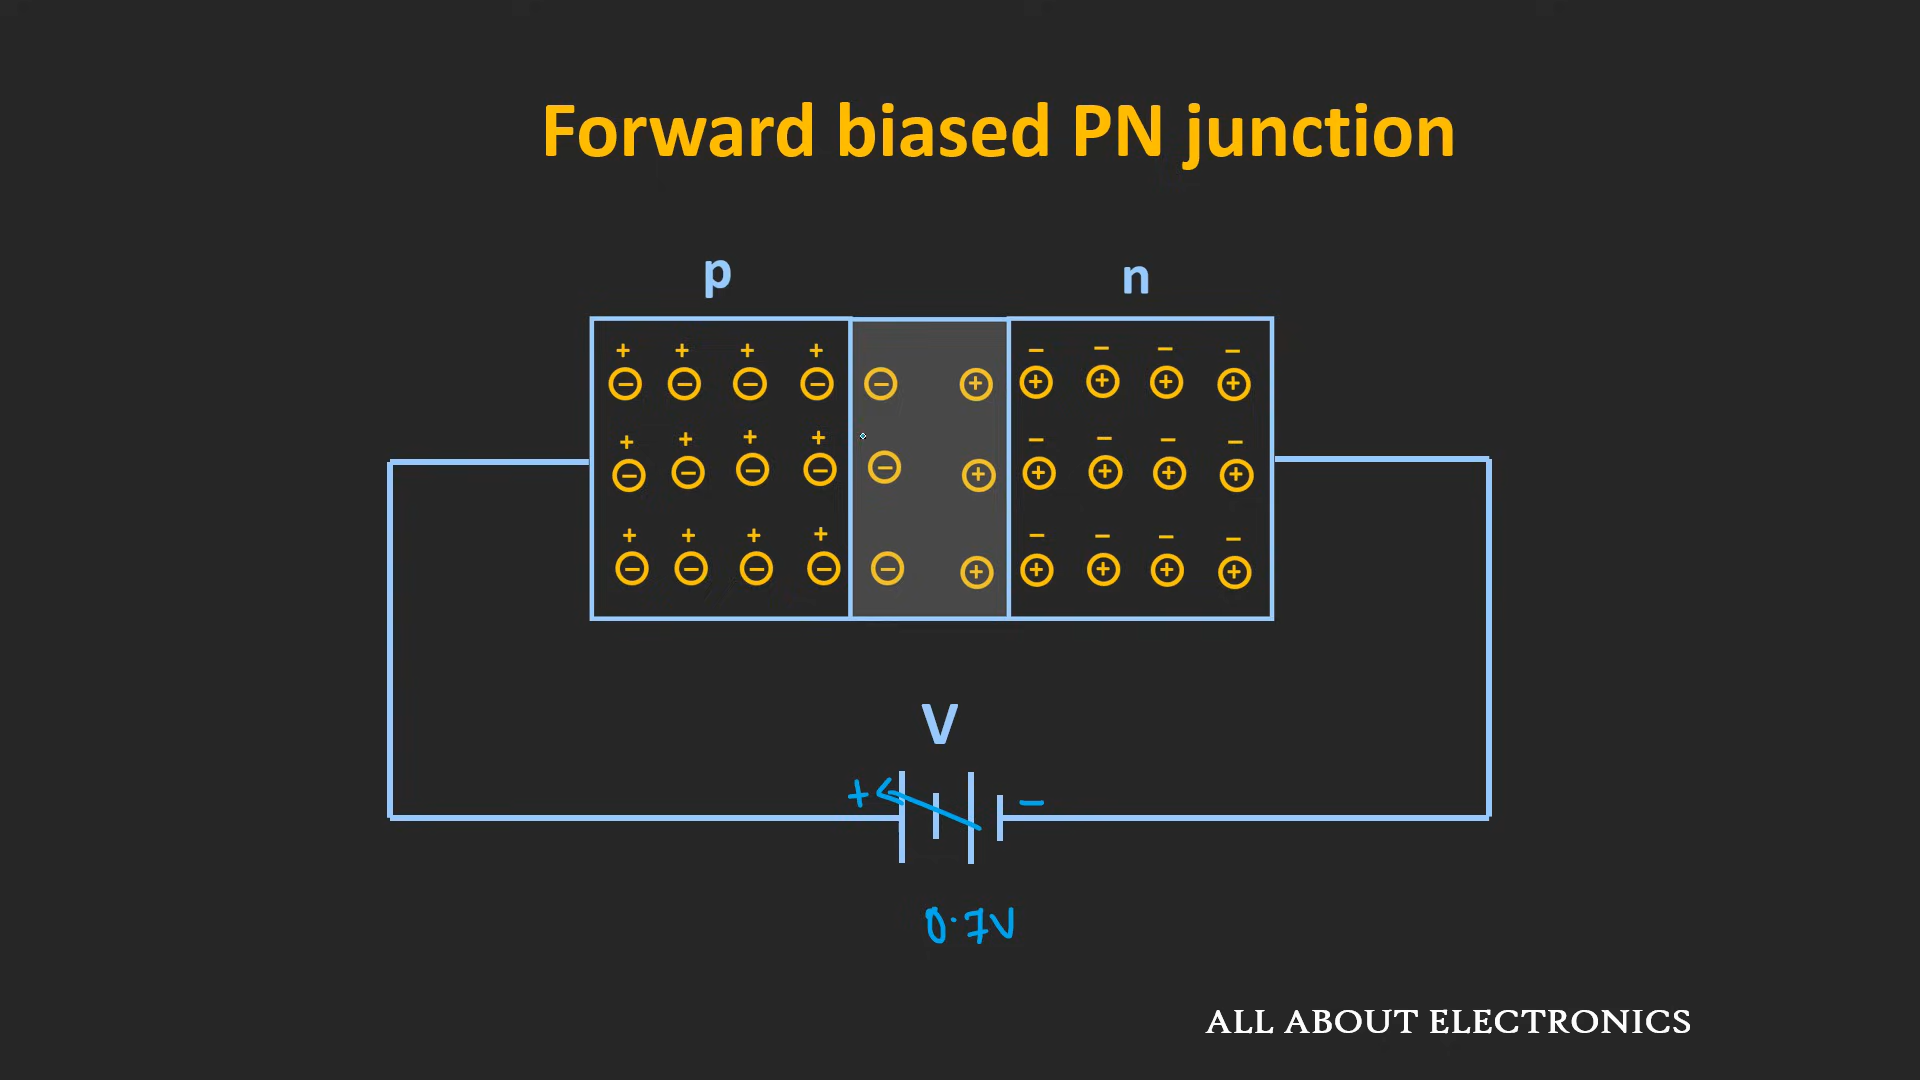 Forward biased PN junction
p n
+ + + +
− − − − − + − − − −
+ + + +
+ + + + − − − −
− − − − − + + + + +
+ + + + − − − −
− − − − − + + + + +
V
+ −
0.7V
ALL ABOUT ELECTRONICS